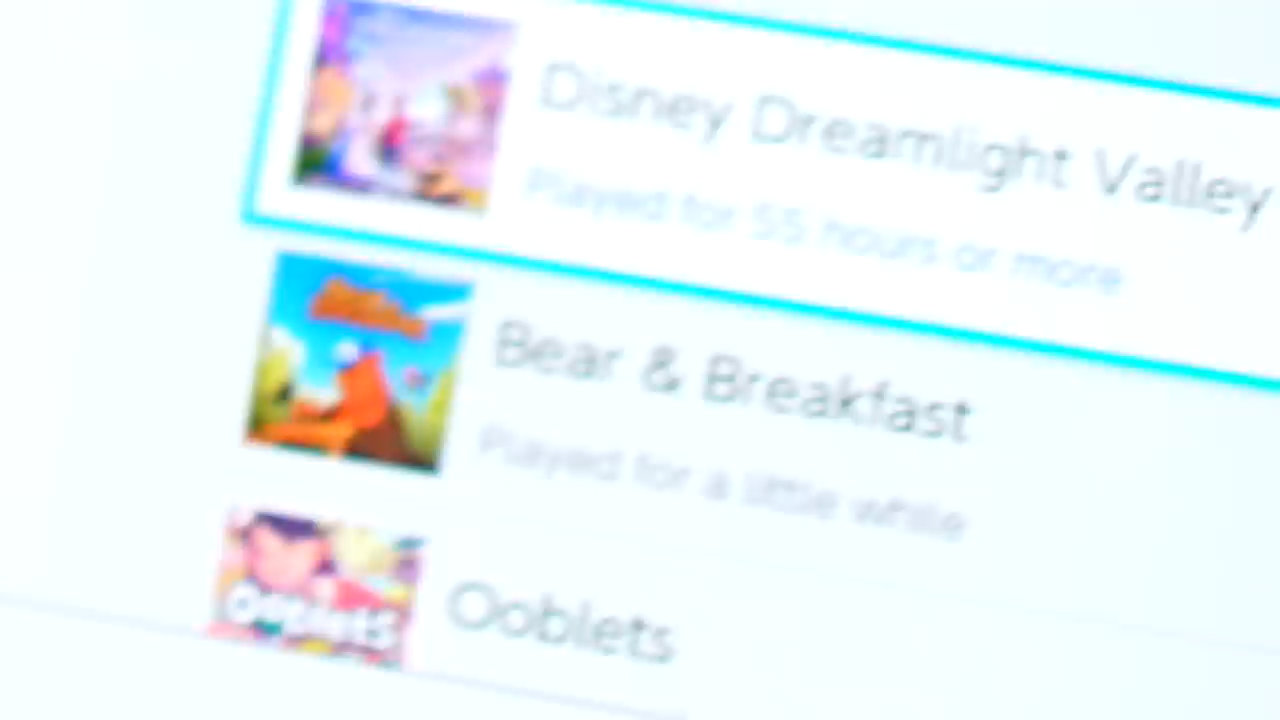 Disney Dreamlight Valley
Played for 55 hours or more
Bear & Breakfast
Played for a little while
Ooblets
Ooblets